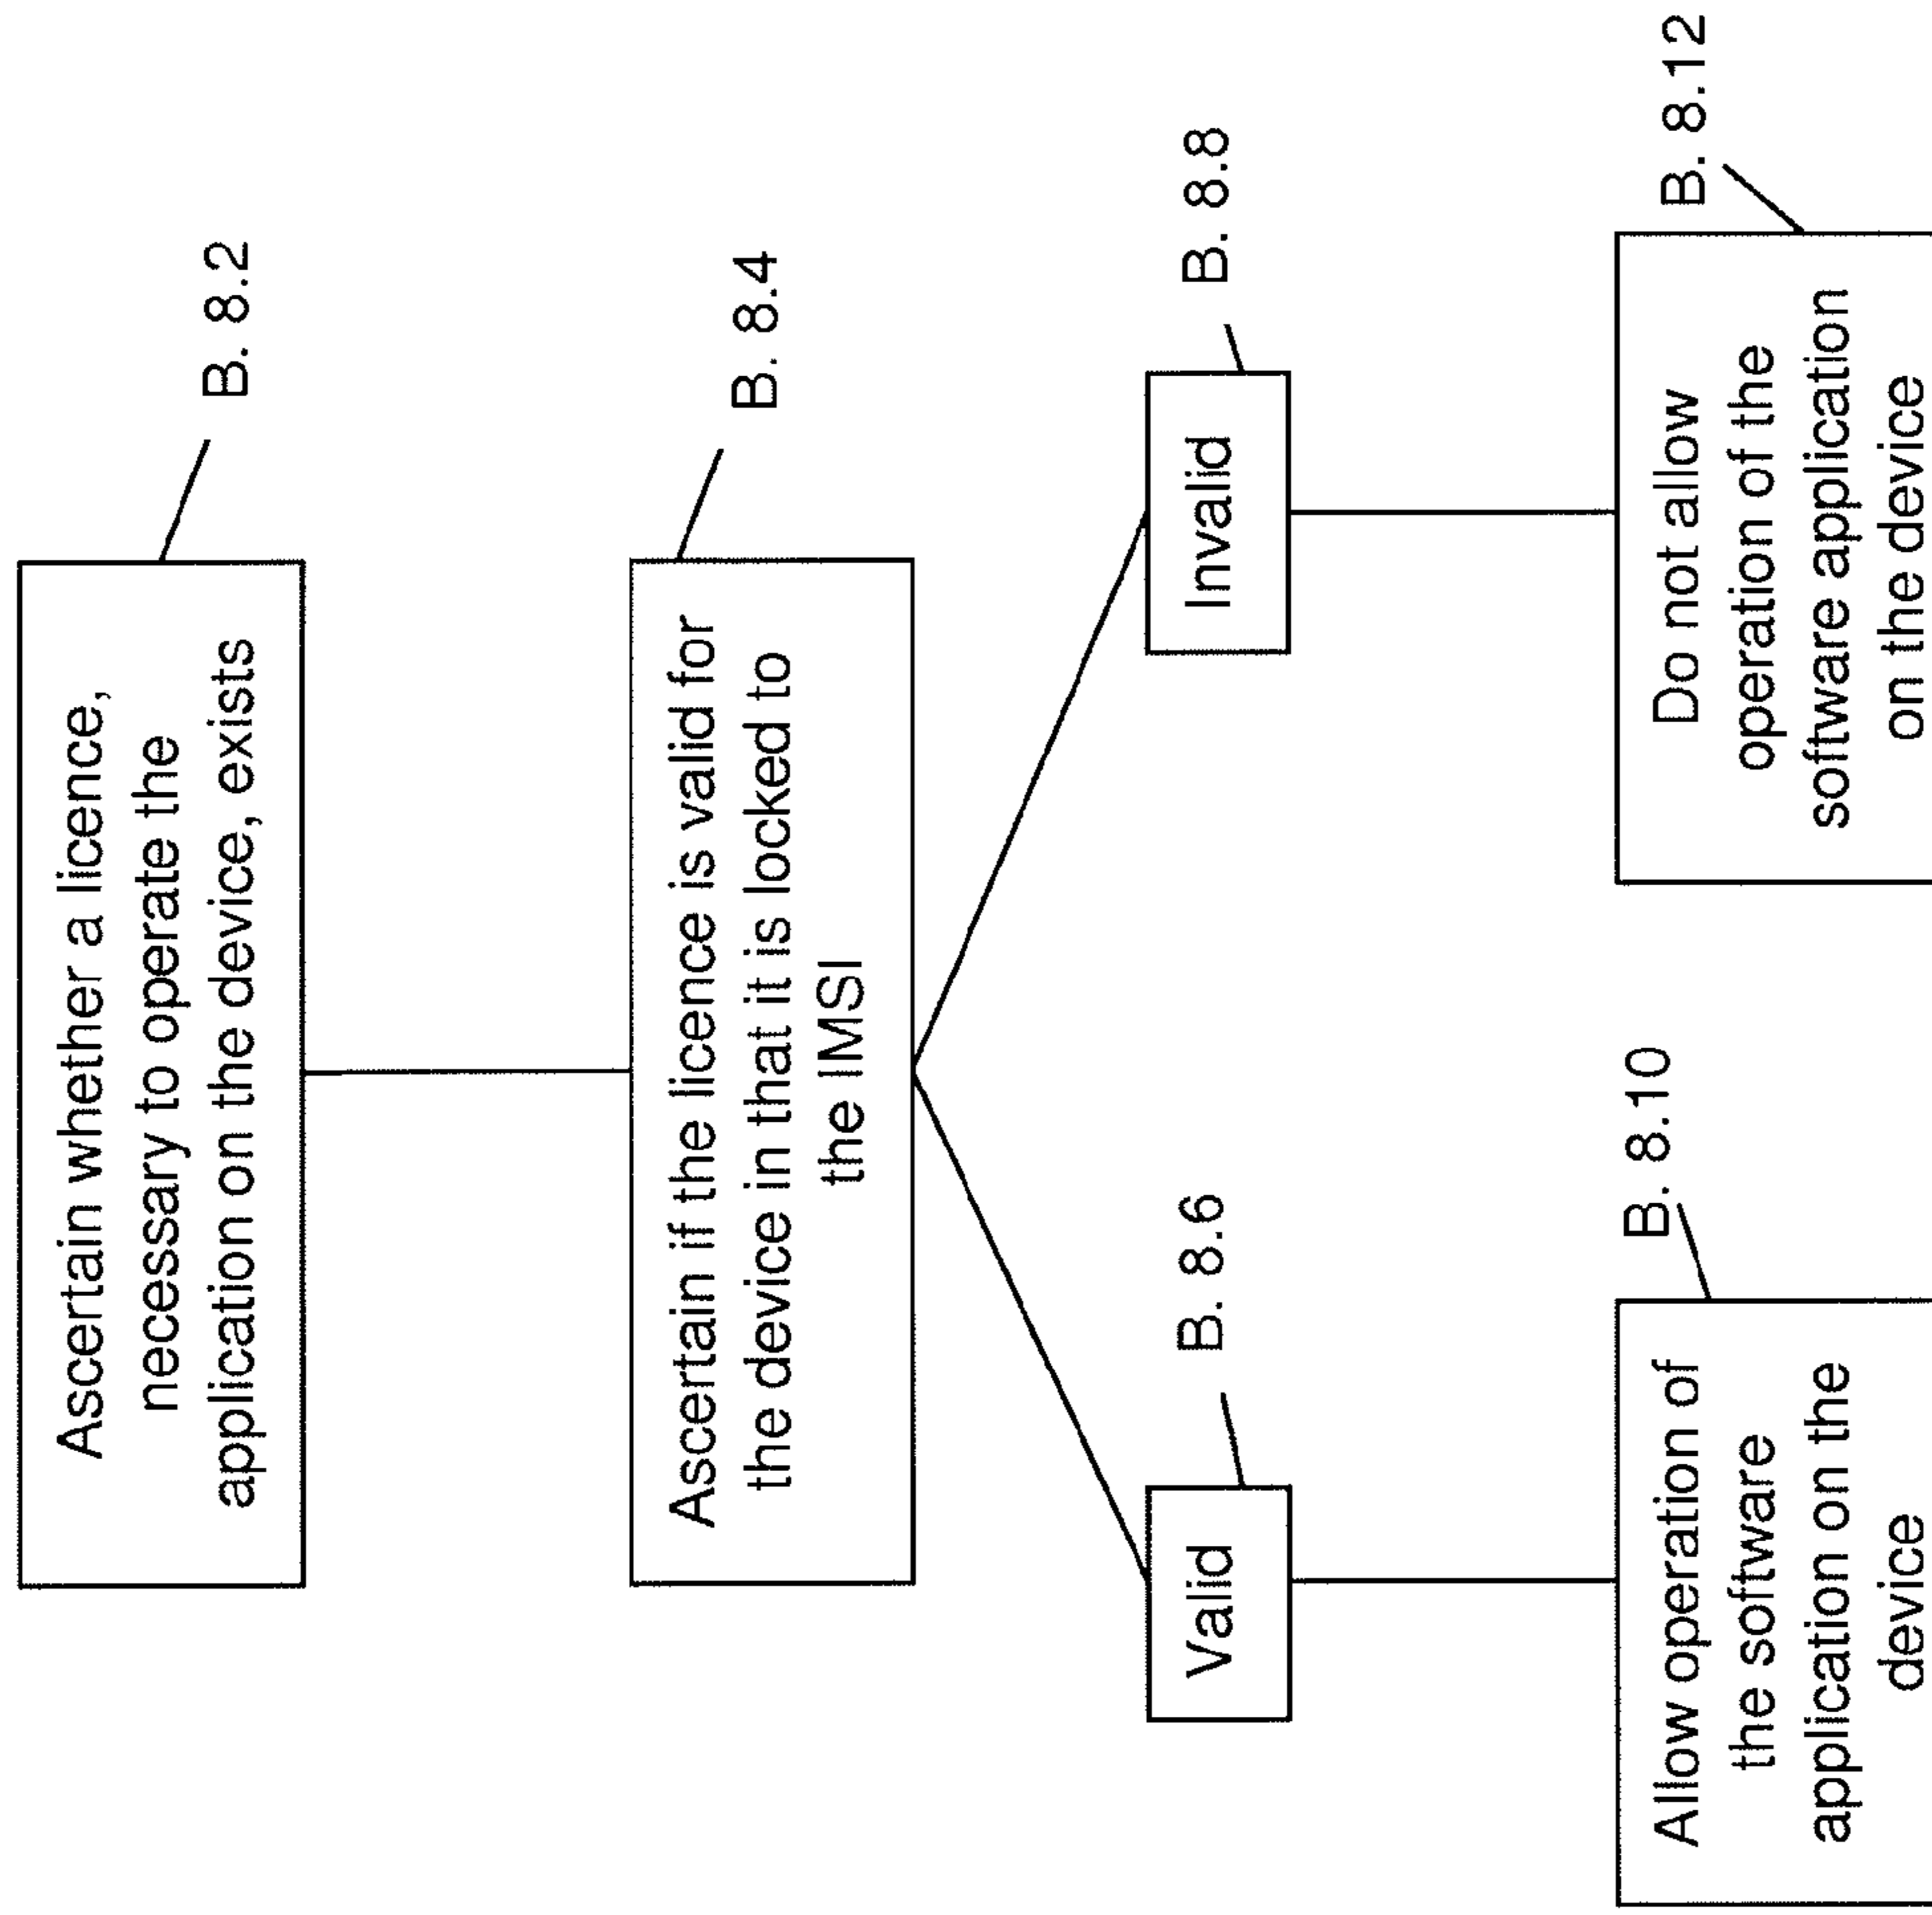 Ascertain whether a licence,
necessary to operate the
application on the device, exists
B. 8.2
Ascertain if the licence is valid for
the device in that it is locked to
the IMSI
B. 8.4
Valid
B. 8.6
Invalid
B. 8.8
Allow operation of
the software
application on the
device
B. 8.10
Do not allow
operation of the
software application
on the device
B. 8.12